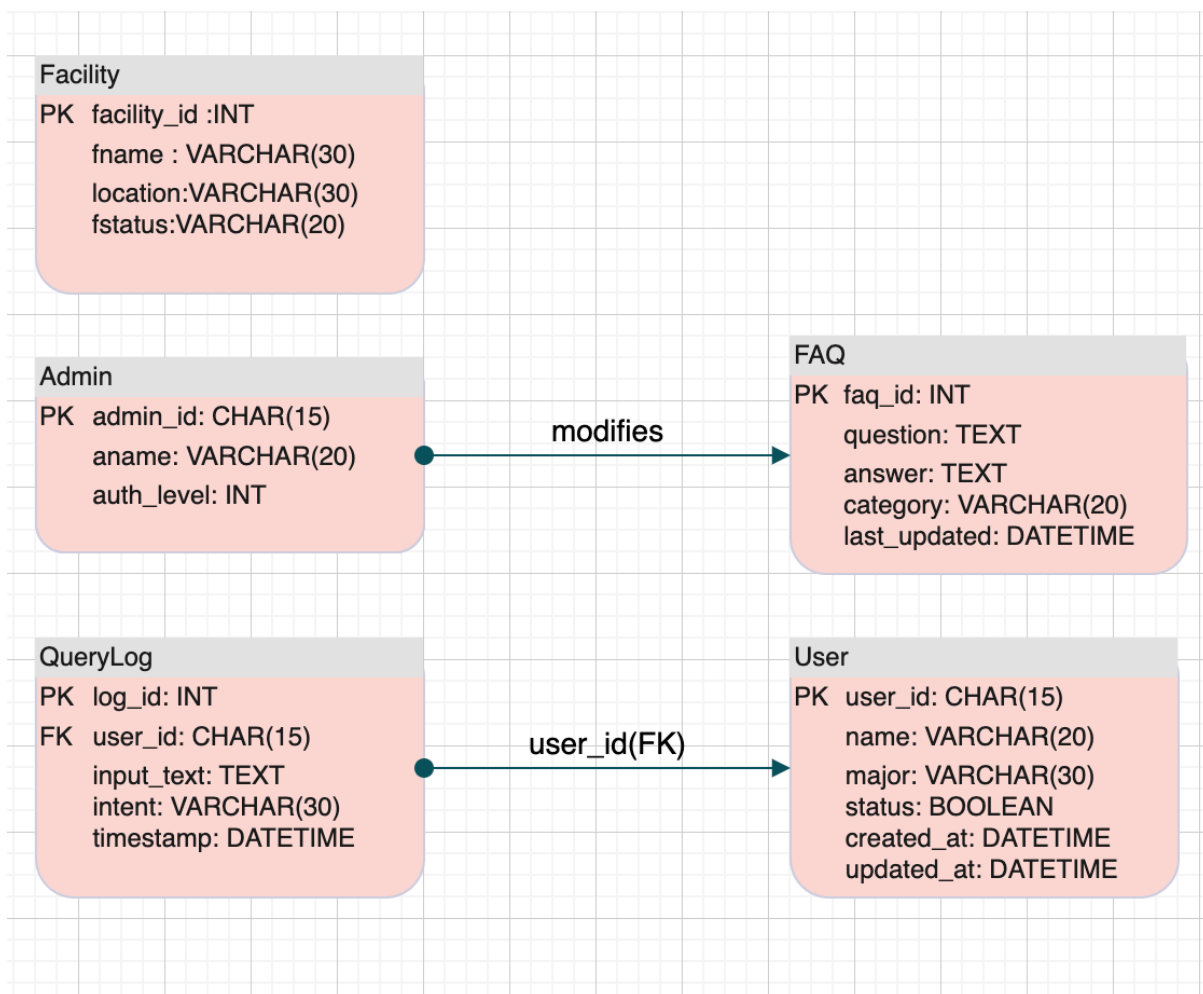 Facility
PK facility_id :INT
fname : VARCHAR(30)
location:VARCHAR(30)
fstatus:VARCHAR(20)
Admin
PK admin_id: CHAR(15)
aname: VARCHAR(20)
auth_level: INT
modifies
FAQ
PK faq_id: INT
question: TEXT
answer: TEXT
category: VARCHAR(20)
last_updated: DATETIME
QueryLog
PK log_id: INT
FK user_id: CHAR(15)
input_text: TEXT
intent: VARCHAR(30)
timestamp: DATETIME
user_id(FK)
User
PK user_id: CHAR(15)
name: VARCHAR(20)
major: VARCHAR(30)
status: BOOLEAN
created_at: DATETIME
updated_at: DATETIME